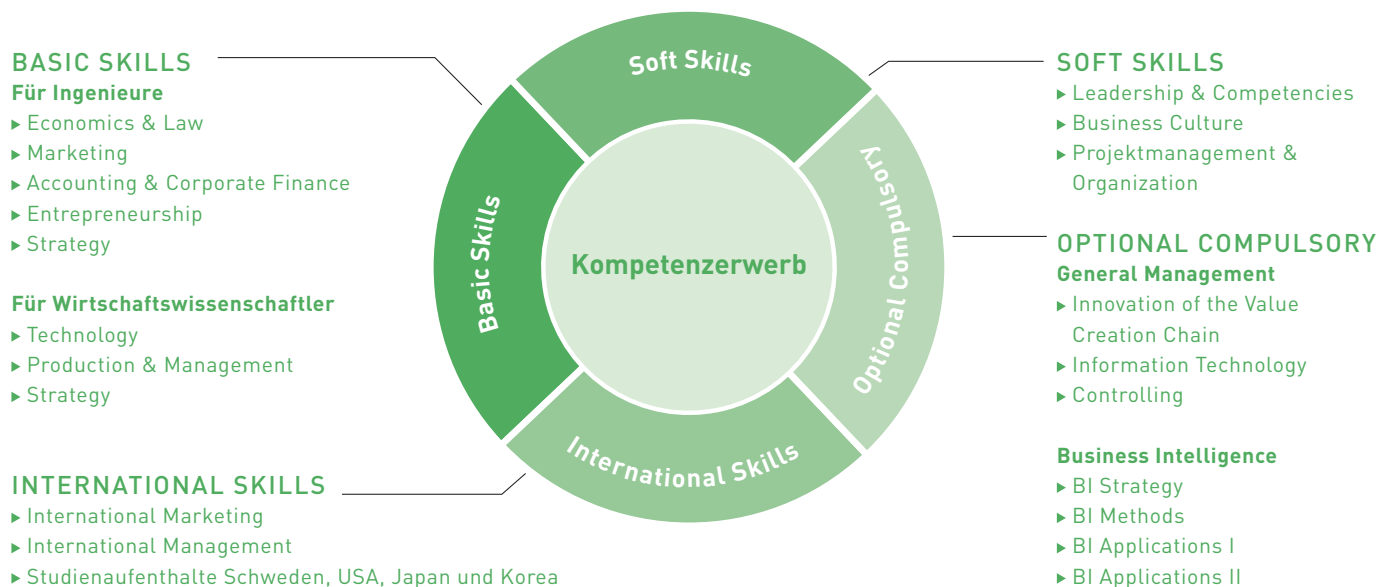 BASIC SKILLS
Für Ingenieure
▸ Economics & Law
▸ Marketing
▸ Accounting & Corporate Finance
▸ Entrepreneurship
▸ Strategy
Für Wirtschaftswissenschaftler
▸ Technology
▸ Production & Management
▸ Strategy
INTERNATIONAL SKILLS
▸ International Marketing
▸ International Management
▸ Studienaufenthalte Schweden, USA, Japan und Korea
Soft Skills
Basic Skills
Kompetenzerwerb
Optional Compulsory
International Skills
SOFT SKILLS
▸ Leadership & Competencies
▸ Business Culture
▸ Projektmanagement &
Organization
OPTIONAL COMPULSORY
General Management
▸ Innovation of the Value
Creation Chain
▸ Information Technology
▸ Controlling
Business Intelligence
▸ BI Strategy
▸ BI Methods
▸ BI Applications I
▸ BI Applications II